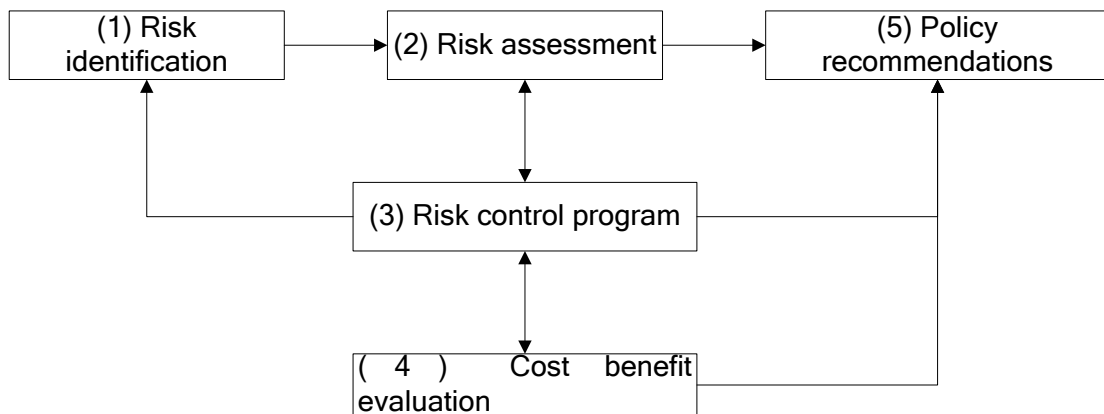 (1) Risk
identification
(2) Risk assessment
(5) Policy
recommendations
(3) Risk control program
( 4 ) Cost benefit
evaluation